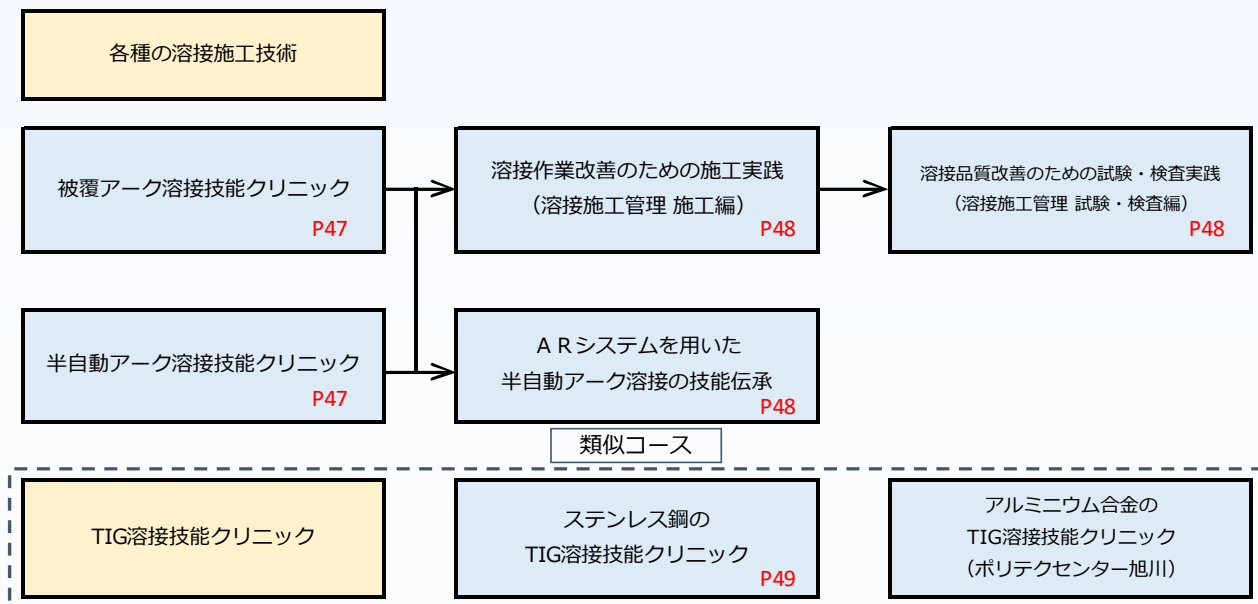 各種の溶接施工技術
被覆アーク溶接技能クリニック
P47
溶接作業改善のための施工実践
（溶接施工管理 施工編）
P48
溶接品質改善のための試験・検査実践
（溶接施工管理 試験・検査編）
P48
半自動アーク溶接技能クリニック
P47
ＡＲシステムを用いた
半自動アーク溶接の技能伝承
P48
類似コース
TIG溶接技能クリニック
ステンレス鋼の
TIG溶接技能クリニック
P49
アルミニウム合金の
TIG溶接技能クリニック
（ポリテクセンター旭川）